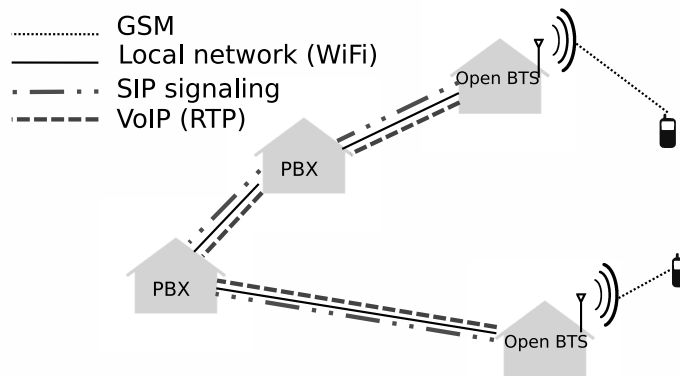 GSM
Local network (WiFi)
SIP signaling
VoIP (RTP)
Open BTS
PBX
PBX
Open BTS